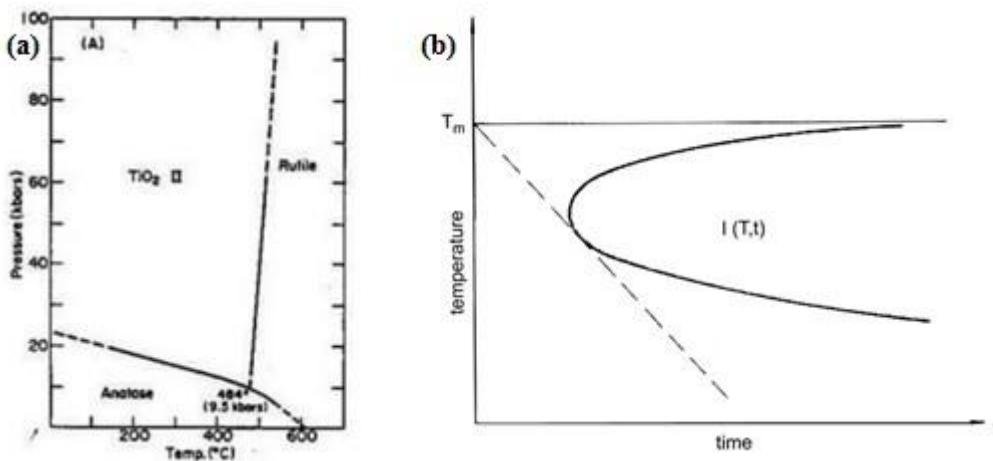 (a)
(A)
100
80
60
40
20
Pressure (kbars)
TiO2 II
Rutile
Anatase
484°
(9.5 kbars)
200
400
600
Temp.(°C)
(b)
Tm
temperature
I (T,t)
time